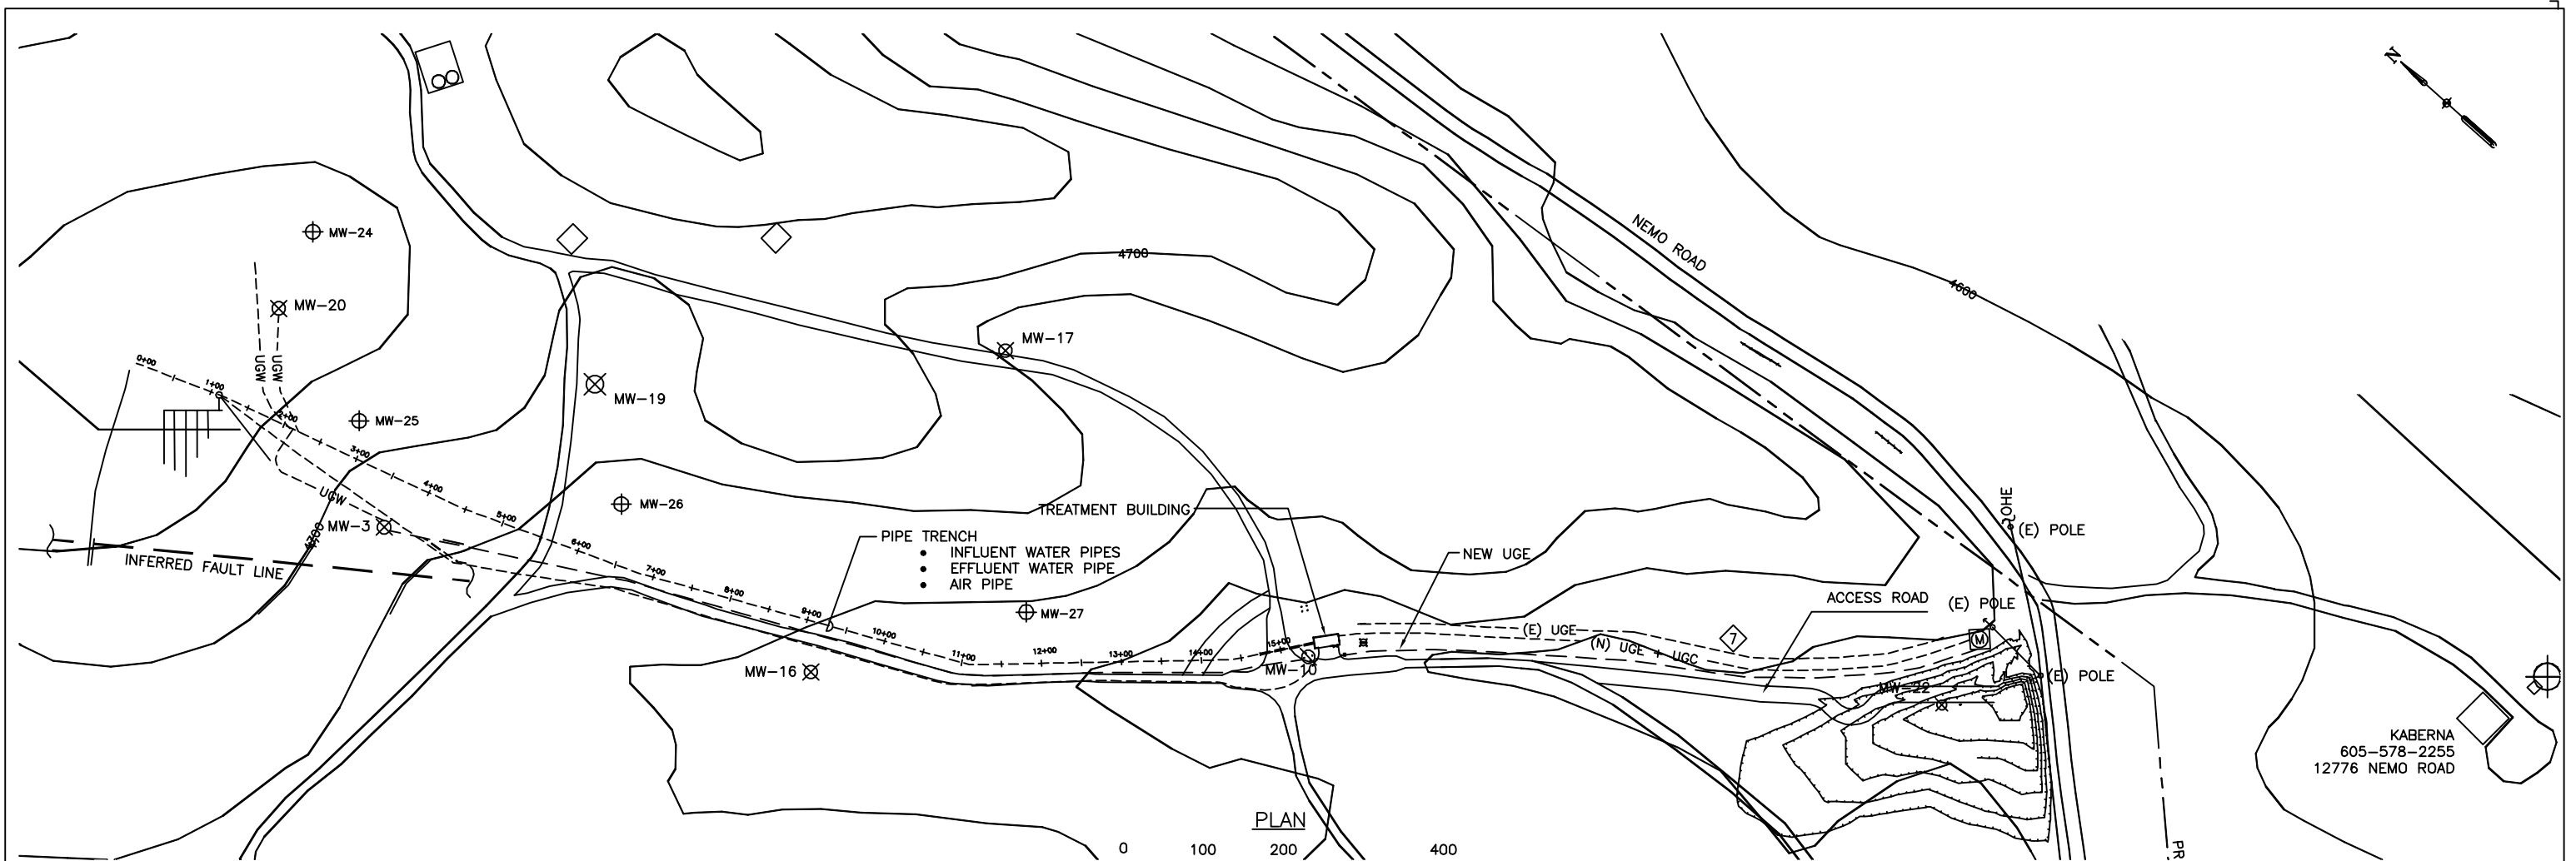 N
NEMO ROAD
MW-24
4700
4600
MW-20
MW-17
0+00
UGW
UGW
1+00
MW-19
2+00
MW-25
3+00
4+00
UGW
MW-26
TREATMENT BUILDING
OHE
5+00
MW-3
4700
(E) POLE
PIPE TRENCH
• INFLUENT WATER PIPES
• EFFLUENT WATER PIPE
• AIR PIPE
NEW UGE
6+00
INFERRED FAULT LINE
7+00
8+00
ACCESS ROAD
(E) POLE
9+00
MW-27
10+00
(E) UGE
7
M
15+00
(N) UGE + UGC
11+00
12+00
13+00
14+00
MW-16
MW-10
(E) POLE
MW-22
KABERNA
605-578-2255
12776 NEMO ROAD
PLAN
0 100 200 400
PR